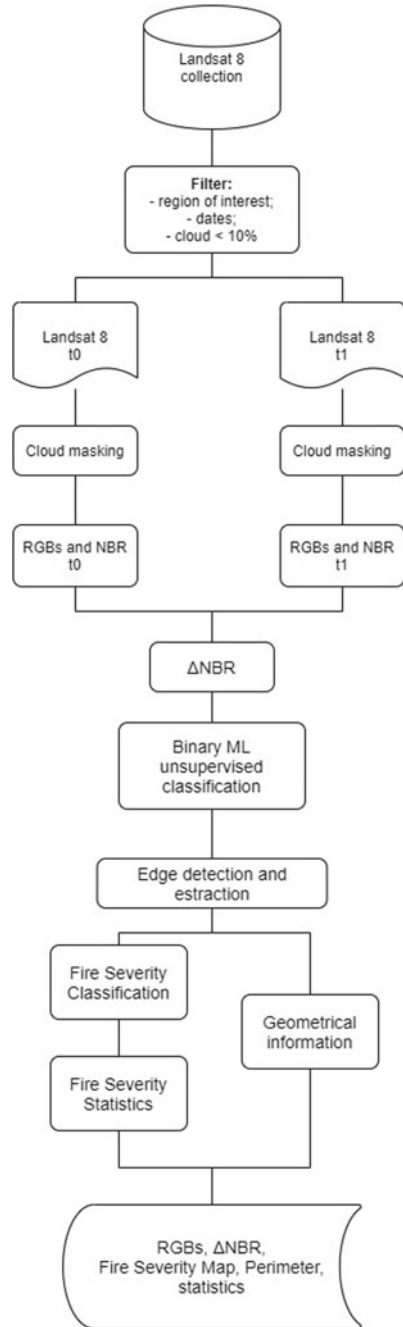 Landsat 8
collection
Filter:
- region of interest;
- dates;
- cloud < 10%
Landsat 8
t0
Landsat 8
t1
Cloud masking
Cloud masking
RGBs and NBR
t0
RGBs and NBR
t1
ΔNBR
Binary ML
unsupervised
classification
Edge detection and
estraction
Fire Severity
Classification
Geometrical
information
Fire Severity
Statistics
RGBs, ΔNBR,
Fire Severity Map, Perimeter,
statistics